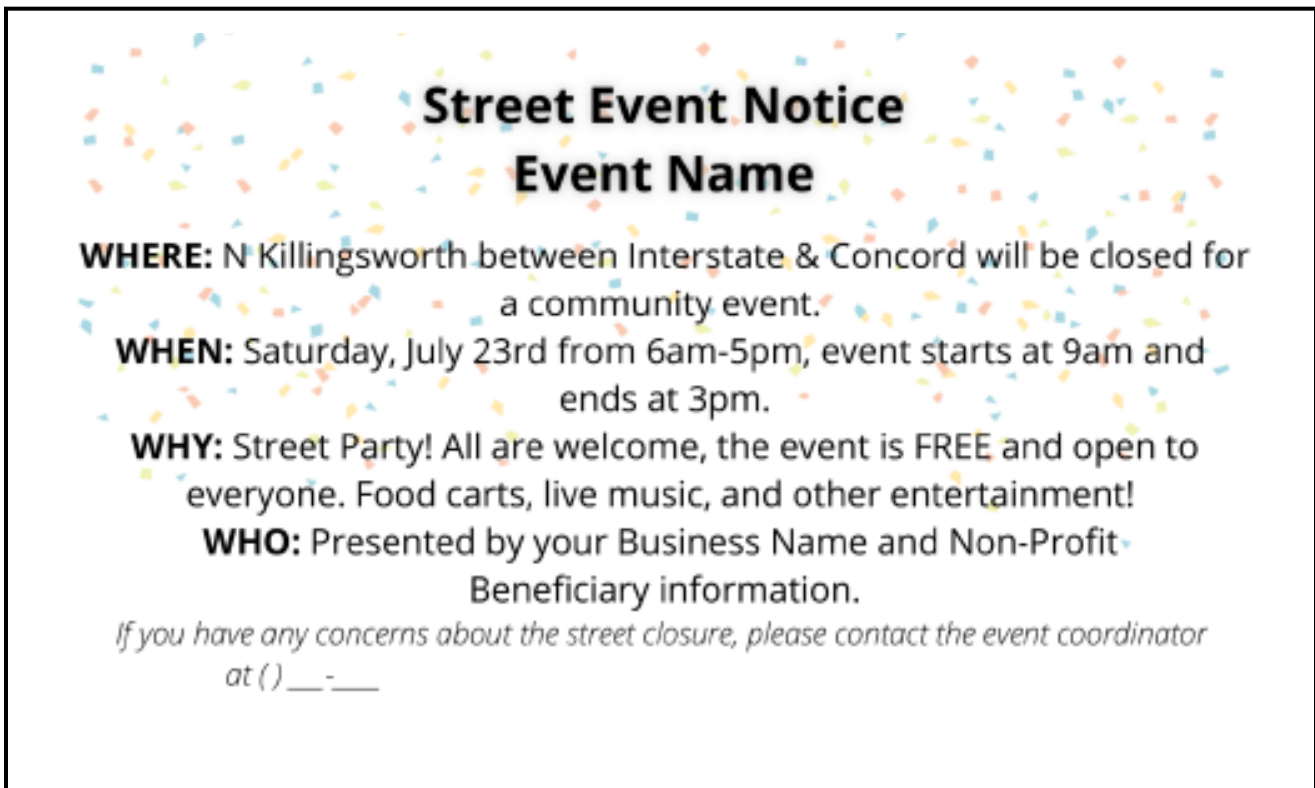 Street Event Notice
Event Name
WHERE: N Killingsworth between Interstate & Concord will be closed for
a community event.
WHEN: Saturday, July 23rd from 6am-5pm, event starts at 9am and
ends at 3pm.
WHY: Street Party! All are welcome, the event is FREE and open to
everyone. Food carts, live music, and other entertainment!
WHO: Presented by your Business Name and Non-Profit
Beneficiary information.
If you have any concerns about the street closure, please contact the event coordinator
at ( ) ___-____